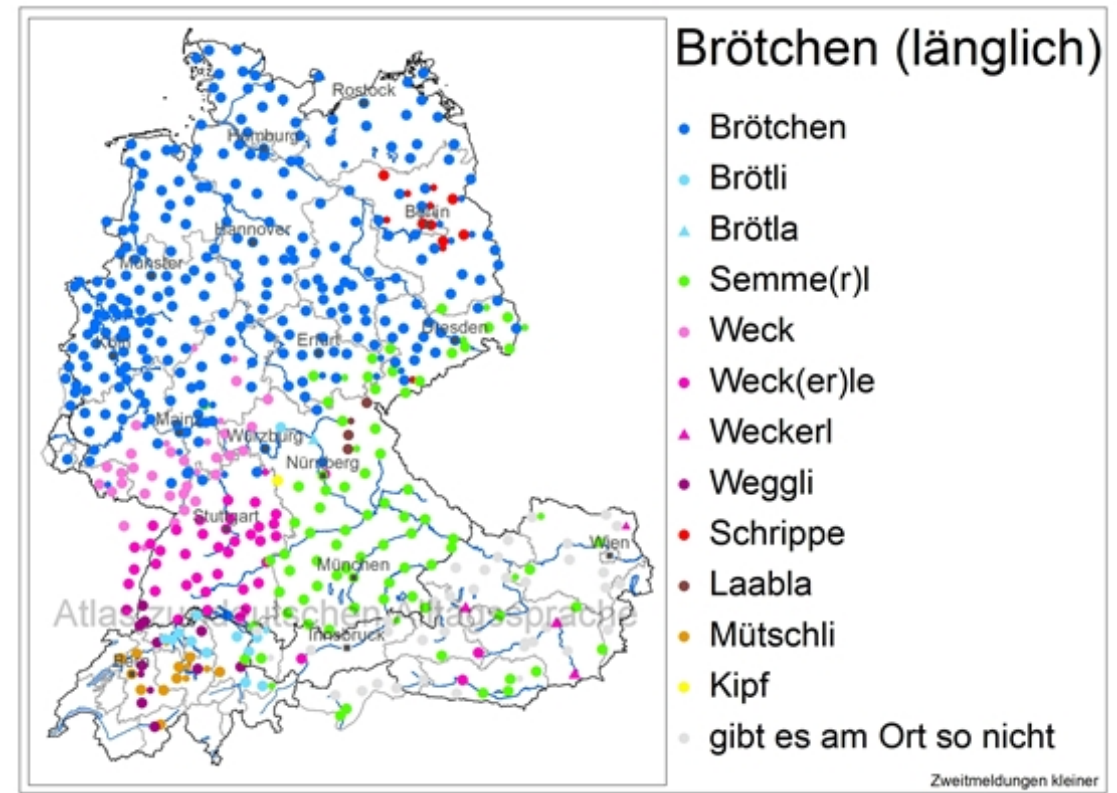 Brötchen (länglich)
Brötchen
Brötli
Brötla
Semme(r)l
Weck
Weck(er)le
Weckerl
Weggli
Schrippe
Laabla
Mütschli
Kipf
gibt es am Ort so nicht
Zweitmeldungen kleiner
Rostock
Hamburg
Berlin
Hannover
Münster
Dresden
Köln
Erfurt
Mainz
Würzburg
Nürnberg
Stuttgart
Wien
München
Atlas zur deutschen Alltagssprache
Innsbruck
Bern